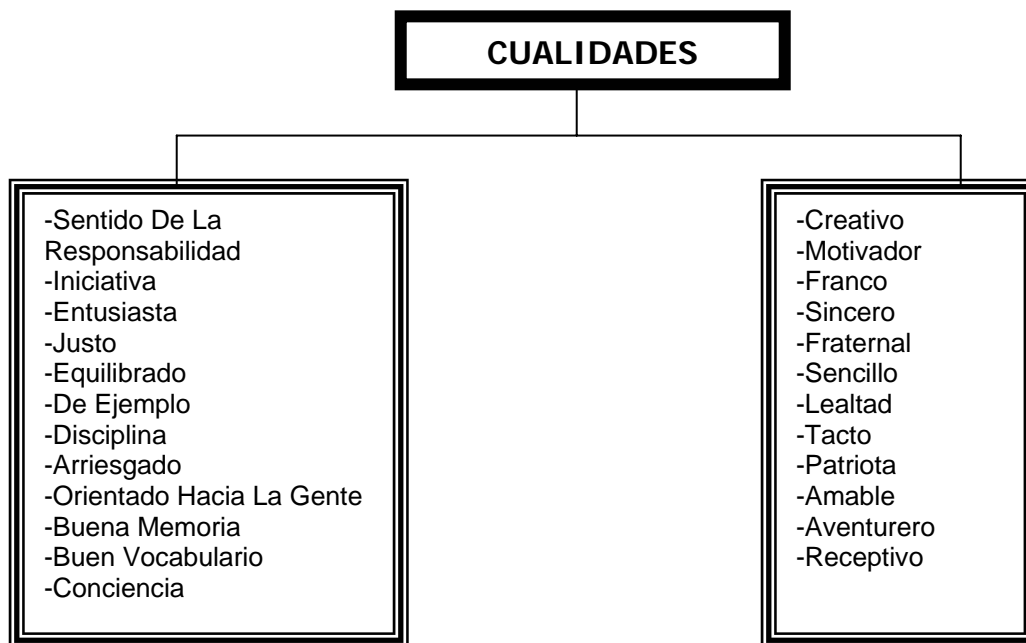 CUALIDADES
-Sentido De La
Responsabilidad
-Iniciativa
-Entusiasta
-Justo
-Equilibrado
-De Ejemplo
-Disciplina
-Arriesgado
-Orientado Hacia La Gente
-Buena Memoria
-Buen Vocabulario
-Conciencia
-Creativo
-Motivador
-Franco
-Sincero
-Fraternal
-Sencillo
-Lealtad
-Tacto
-Patriota
-Amable
-Aventurero
-Receptivo